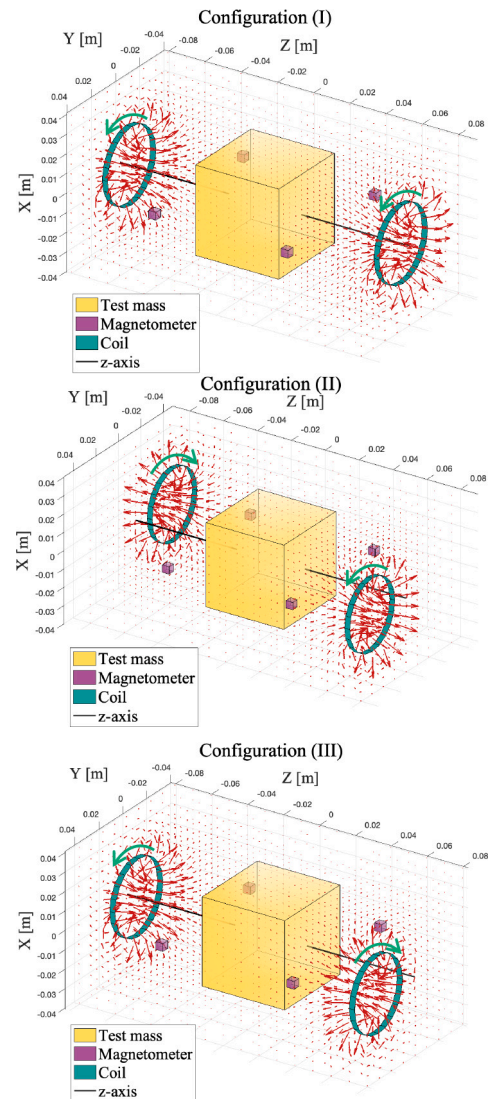 Configuration (I)
Y [m]
Z [m]
0.04
0.02
0
-0.02
-0.04
-0.08
-0.06
-0.04
-0.02
0
0.02
0.04
0.06
0.08
X [m]
0.04
0.03
0.02
0.01
0
-0.01
-0.02
-0.03
-0.04
Test mass
Magnetometer
Coil
z-axis
Configuration (II)
Y [m]
Z [m]
0.04
0.02
0
-0.02
-0.04
-0.08
-0.06
-0.04
-0.02
0
0.02
0.04
0.06
0.08
X [m]
0.04
0.03
0.02
0.01
0
-0.01
-0.02
-0.03
-0.04
Test mass
Magnetometer
Coil
z-axis
Configuration (III)
Y [m]
Z [m]
0.04
0.02
0
-0.02
-0.04
-0.08
-0.06
-0.04
-0.02
0
0.02
0.04
0.06
0.08
X [m]
0.04
0.03
0.02
0.01
0
-0.01
-0.02
-0.03
-0.04
Test mass
Magnetometer
Coil
z-axis